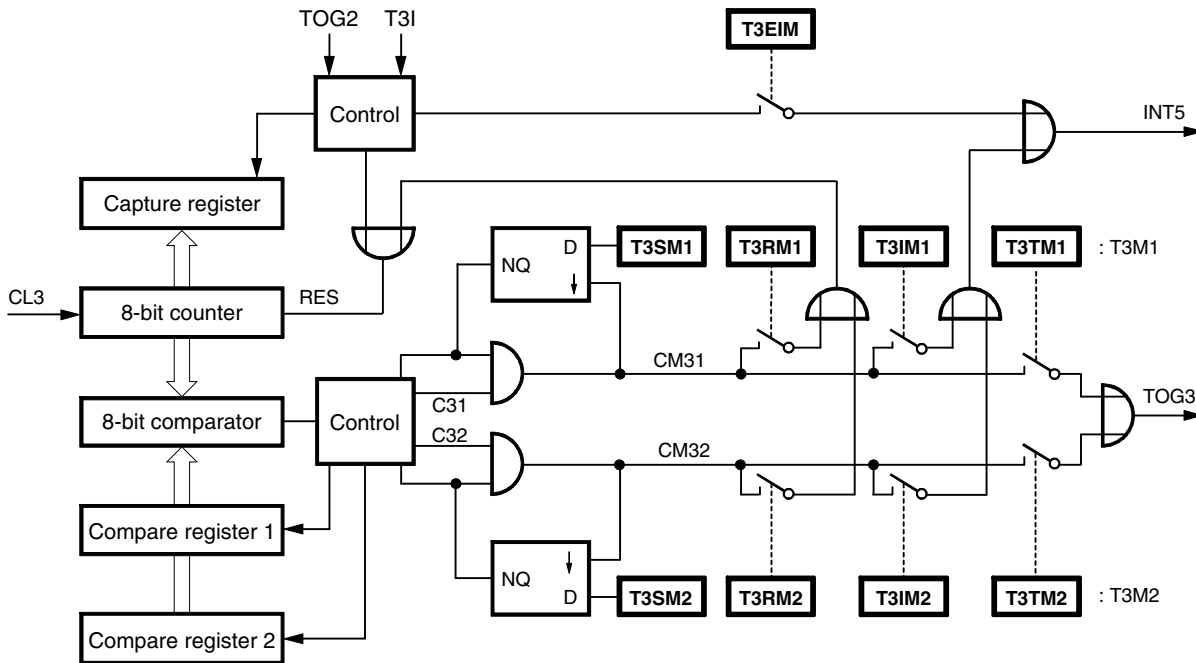 TOG2
T3I
T3EIM
Control
INT5
Capture register
D
T3SM1
T3RM1
T3IM1
T3TM1
: T3M1
NQ
CL3
8-bit counter
RES
CM31
C31
8-bit comparator
Control
TOG3
C32
CM32
Compare register 1
NQ
D
T3SM2
T3RM2
T3IM2
T3TM2
: T3M2
Compare register 2